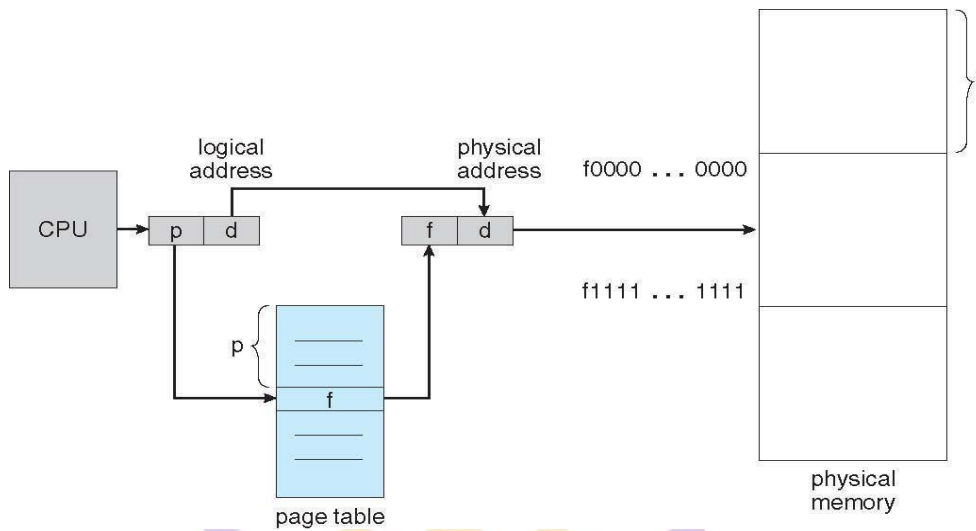 logical
address
physical
address
f0000 ... 0000
CPU
p
d
f
d
f1111 ... 1111
p
f
page table
physical
memory